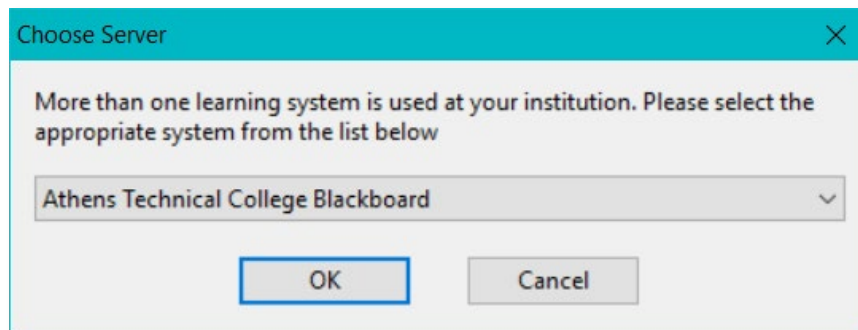 Choose Server
More than one learning system is used at your institution. Please select the
appropriate system from the list below
Athens Technical College Blackboard
OK
Cancel